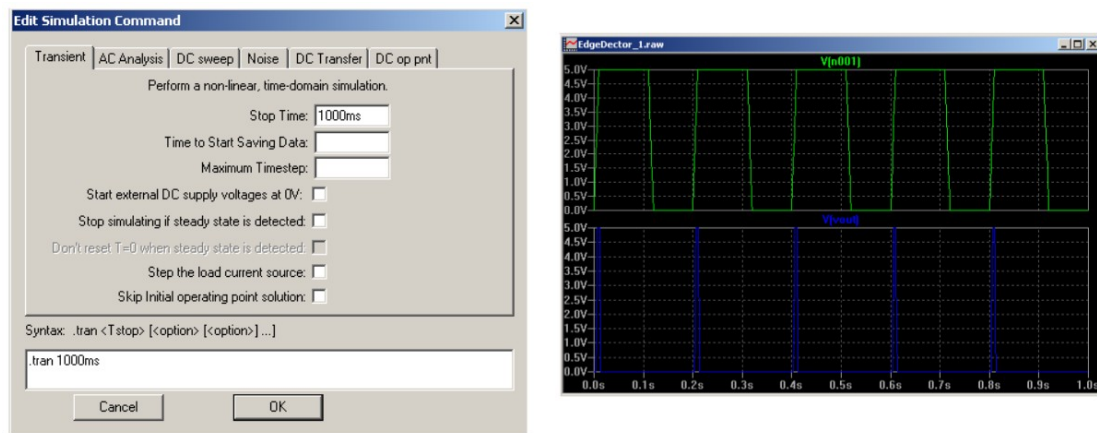 Edit Simulation Command
Transient AC Analysis DC sweep Noise DC Transfer DC op pnt
Perform a non-linear, time-domain simulation.
Stop Time: 1000ms
Time to Start Saving Data:
Maximum Timestep:
Start external DC supply voltages at 0V:
Stop simulating if steady state is detected:
Don't reset T=0 when steady state is detected:
Step the load current source:
Skip Initial operating point solution:
Syntax: .tran <Tstop> [<option> [<option>] ...]
.tran 1000ms
Cancel OK
EdgeDector_1.raw
V(n001)
5.0V
4.5V
4.0V
3.5V
3.0V
2.5V
2.0V
1.5V
1.0V
0.5V
0.0V
V(vout)
5.0V
4.5V
4.0V
3.5V
3.0V
2.5V
2.0V
1.5V
1.0V
0.5V
0.0V
0.0s 0.1s 0.2s 0.3s 0.4s 0.5s 0.6s 0.7s 0.8s 0.9s 1.0s